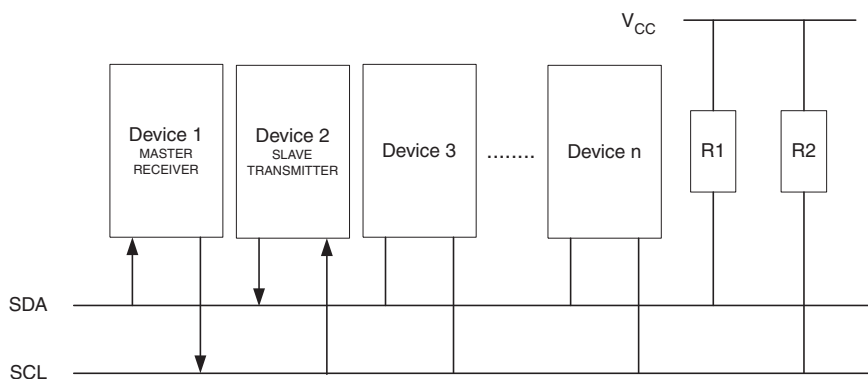 VCC
Device 1
MASTER
RECEIVER
Device 2
SLAVE
TRANSMITTER
Device 3
........
Device n
R1
R2
SDA
SCL